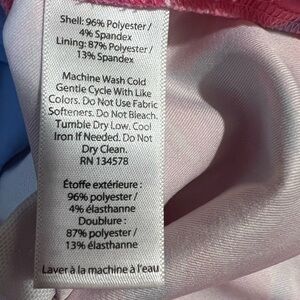 Shell: 96% Polyester /
4% Spandex
Lining: 87% Polyester /
13% Spandex
Machine Wash Cold
Gentle Cycle With Like
Colors. Do Not Use Fabric
Softeners. Do Not Bleach.
Tumble Dry Low. Cool
Iron If Needed. Do Not
Dry Clean.
RN 134578
Étoffe extérieure :
96% polyester /
4% élasthanne
Doublure :
87% polyester /
13% élasthanne
Laver à la machine à l'eau